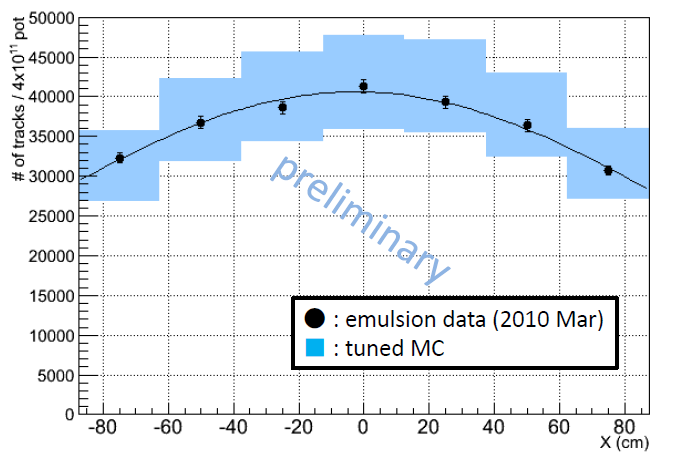 # of tracks / 4x10¹¹ pot
50000
45000
40000
35000
30000
25000
20000
15000
10000
5000
0
preliminary
: emulsion data (2010 Mar)
: tuned MC
-80 -60 -40 -20 0 20 40 60 80
X (cm)